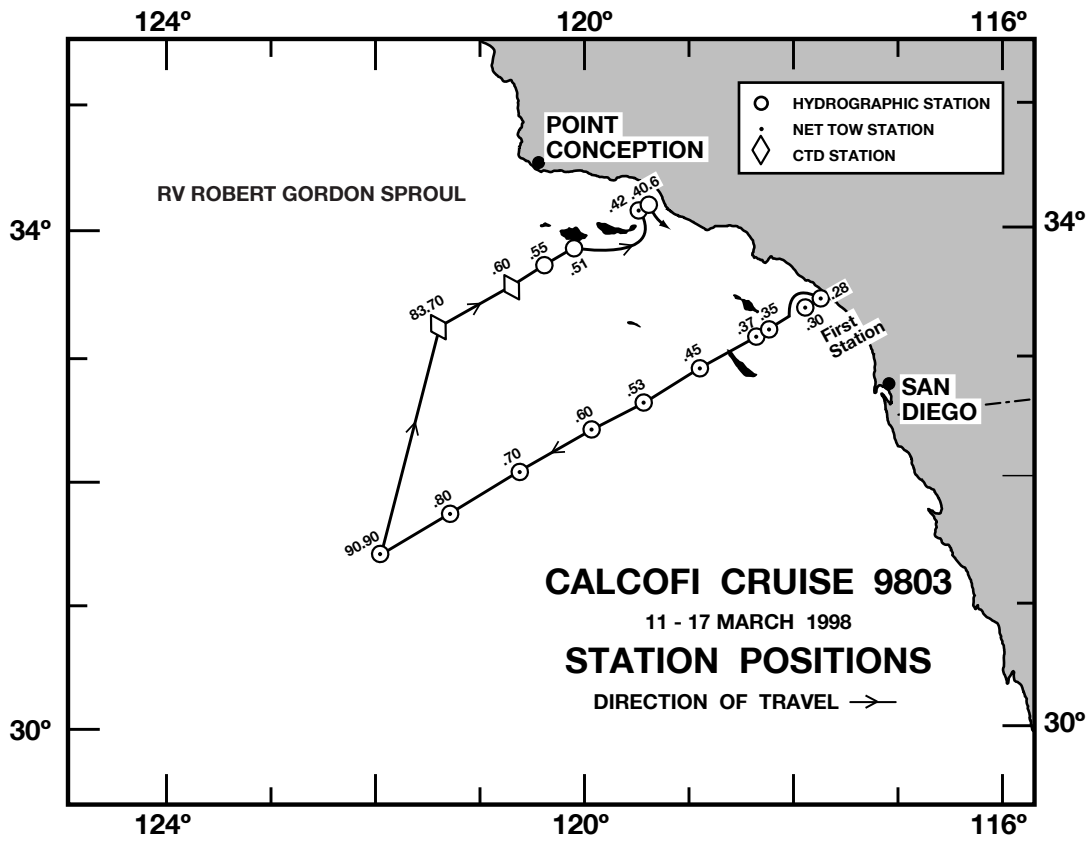 124º
120º
116º
HYDROGRAPHIC STATION
NET TOW STATION
CTD STATION
POINT
CONCEPTION
RV ROBERT GORDON SPROUL
.42
.40.6
34º
34º
.55
.51
.60
83.70
.28
.30
First
Station
.35
.37
.45
.53
.60
.70
.80
90.90
SAN
DIEGO
CALCOFI CRUISE 9803
11 - 17 MARCH 1998
STATION POSITIONS
DIRECTION OF TRAVEL
30º
30º
124º
120º
116º